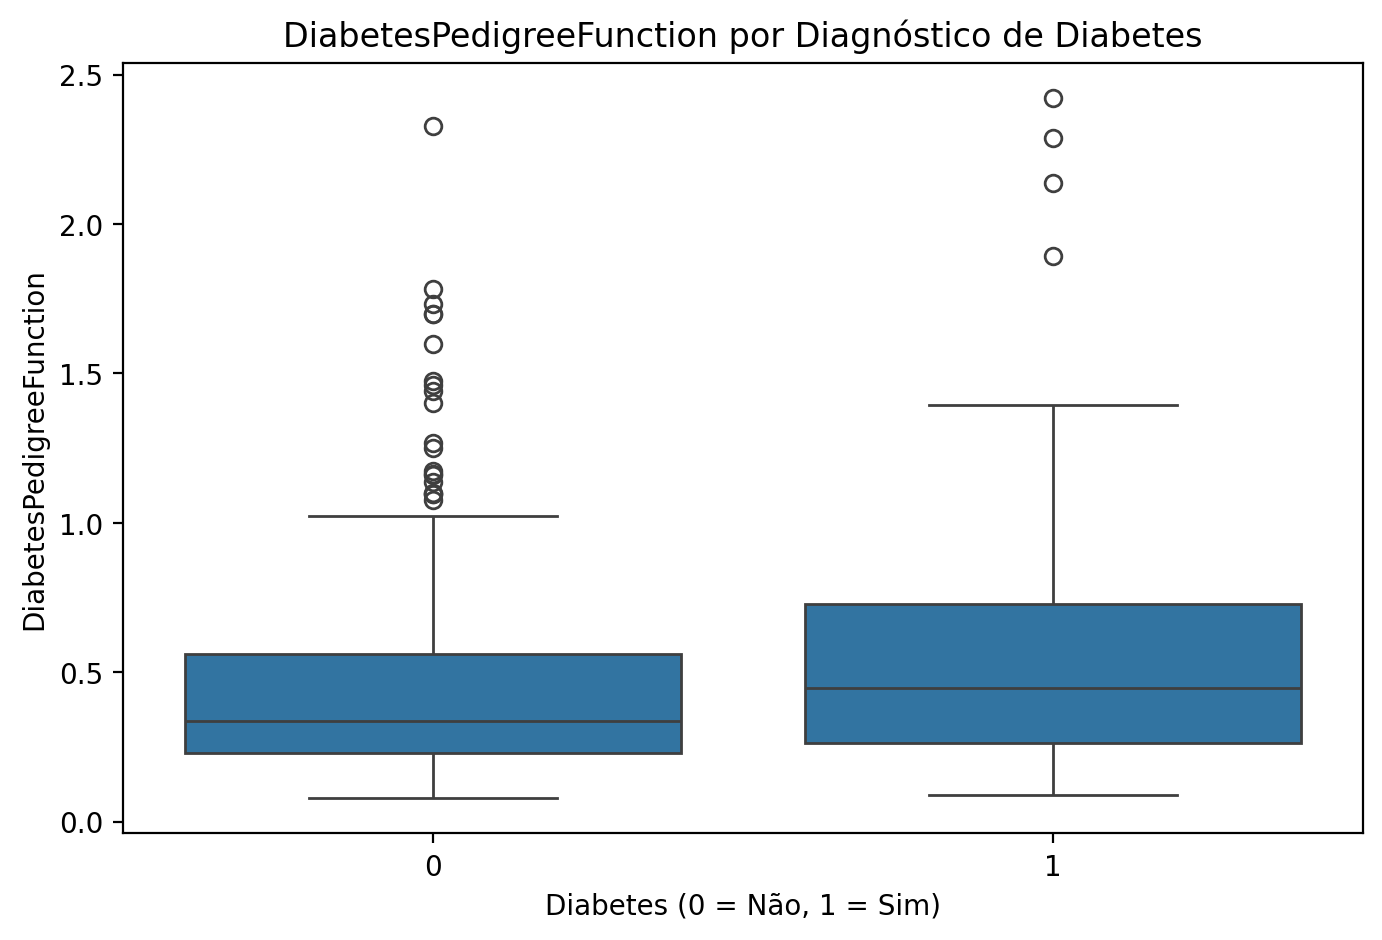 DiabetesPedigreeFunction por Diagnóstico de Diabetes
DiabetesPedigreeFunction
2.5
2.0
1.5
1.0
0.5
0.0
0
1
Diabetes (0 = Não, 1 = Sim)